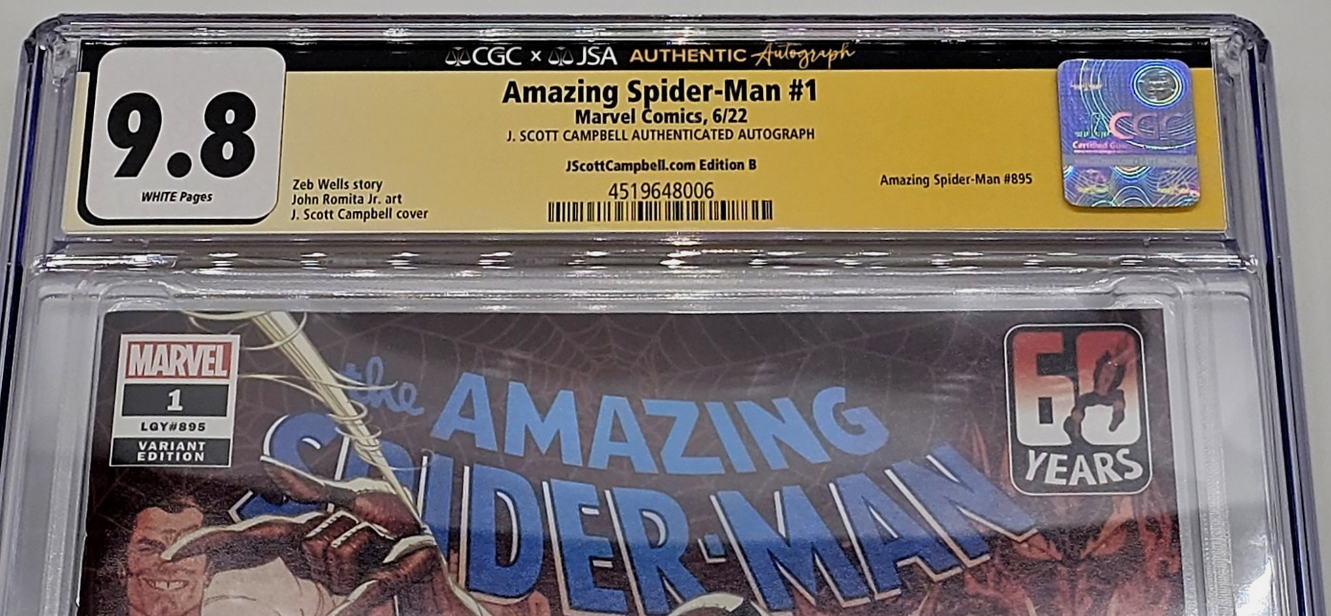 CGC x JSA AUTHENTIC Autograph
9.8
WHITE Pages
Amazing Spider-Man #1
Marvel Comics, 6/22
J. SCOTT CAMPBELL AUTHENTICATED AUTOGRAPH
JScottCampbell.com Edition B
Zeb Wells story
John Romita Jr. art
J. Scott Campbell cover
4519648006
Amazing Spider-Man #895
CGC
MARVEL
1
LGY#895
VARIANT
EDITION
the AMAZING
SPIDER-MAN
60
YEARS